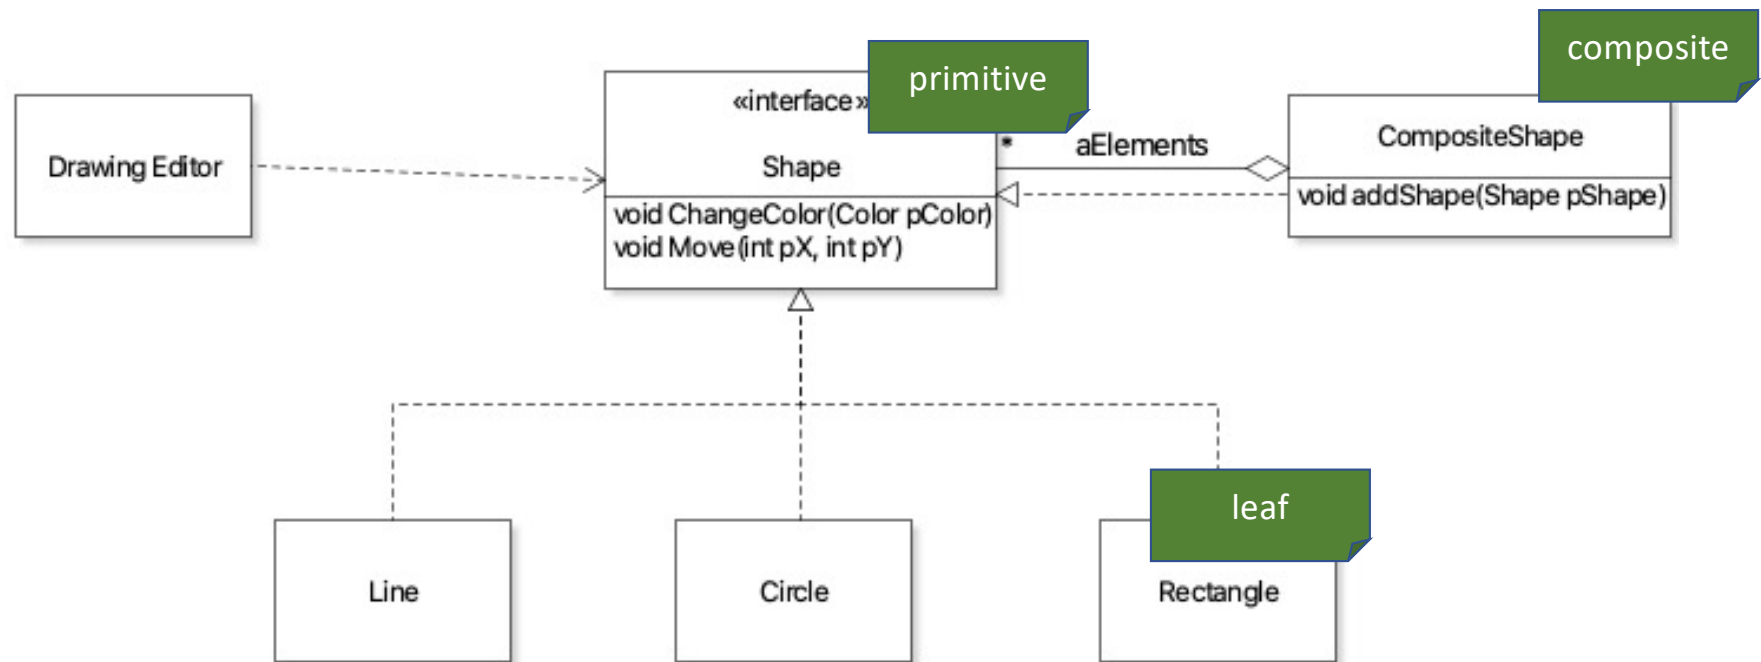 composite
primitive
«interface»
Drawing Editor
Shape
*
aElements
CompositeShape
void ChangeColor(Color pColor)
void Move(int pX, int pY)
void addShape(Shape pShape)
leaf
Line
Circle
Rectangle